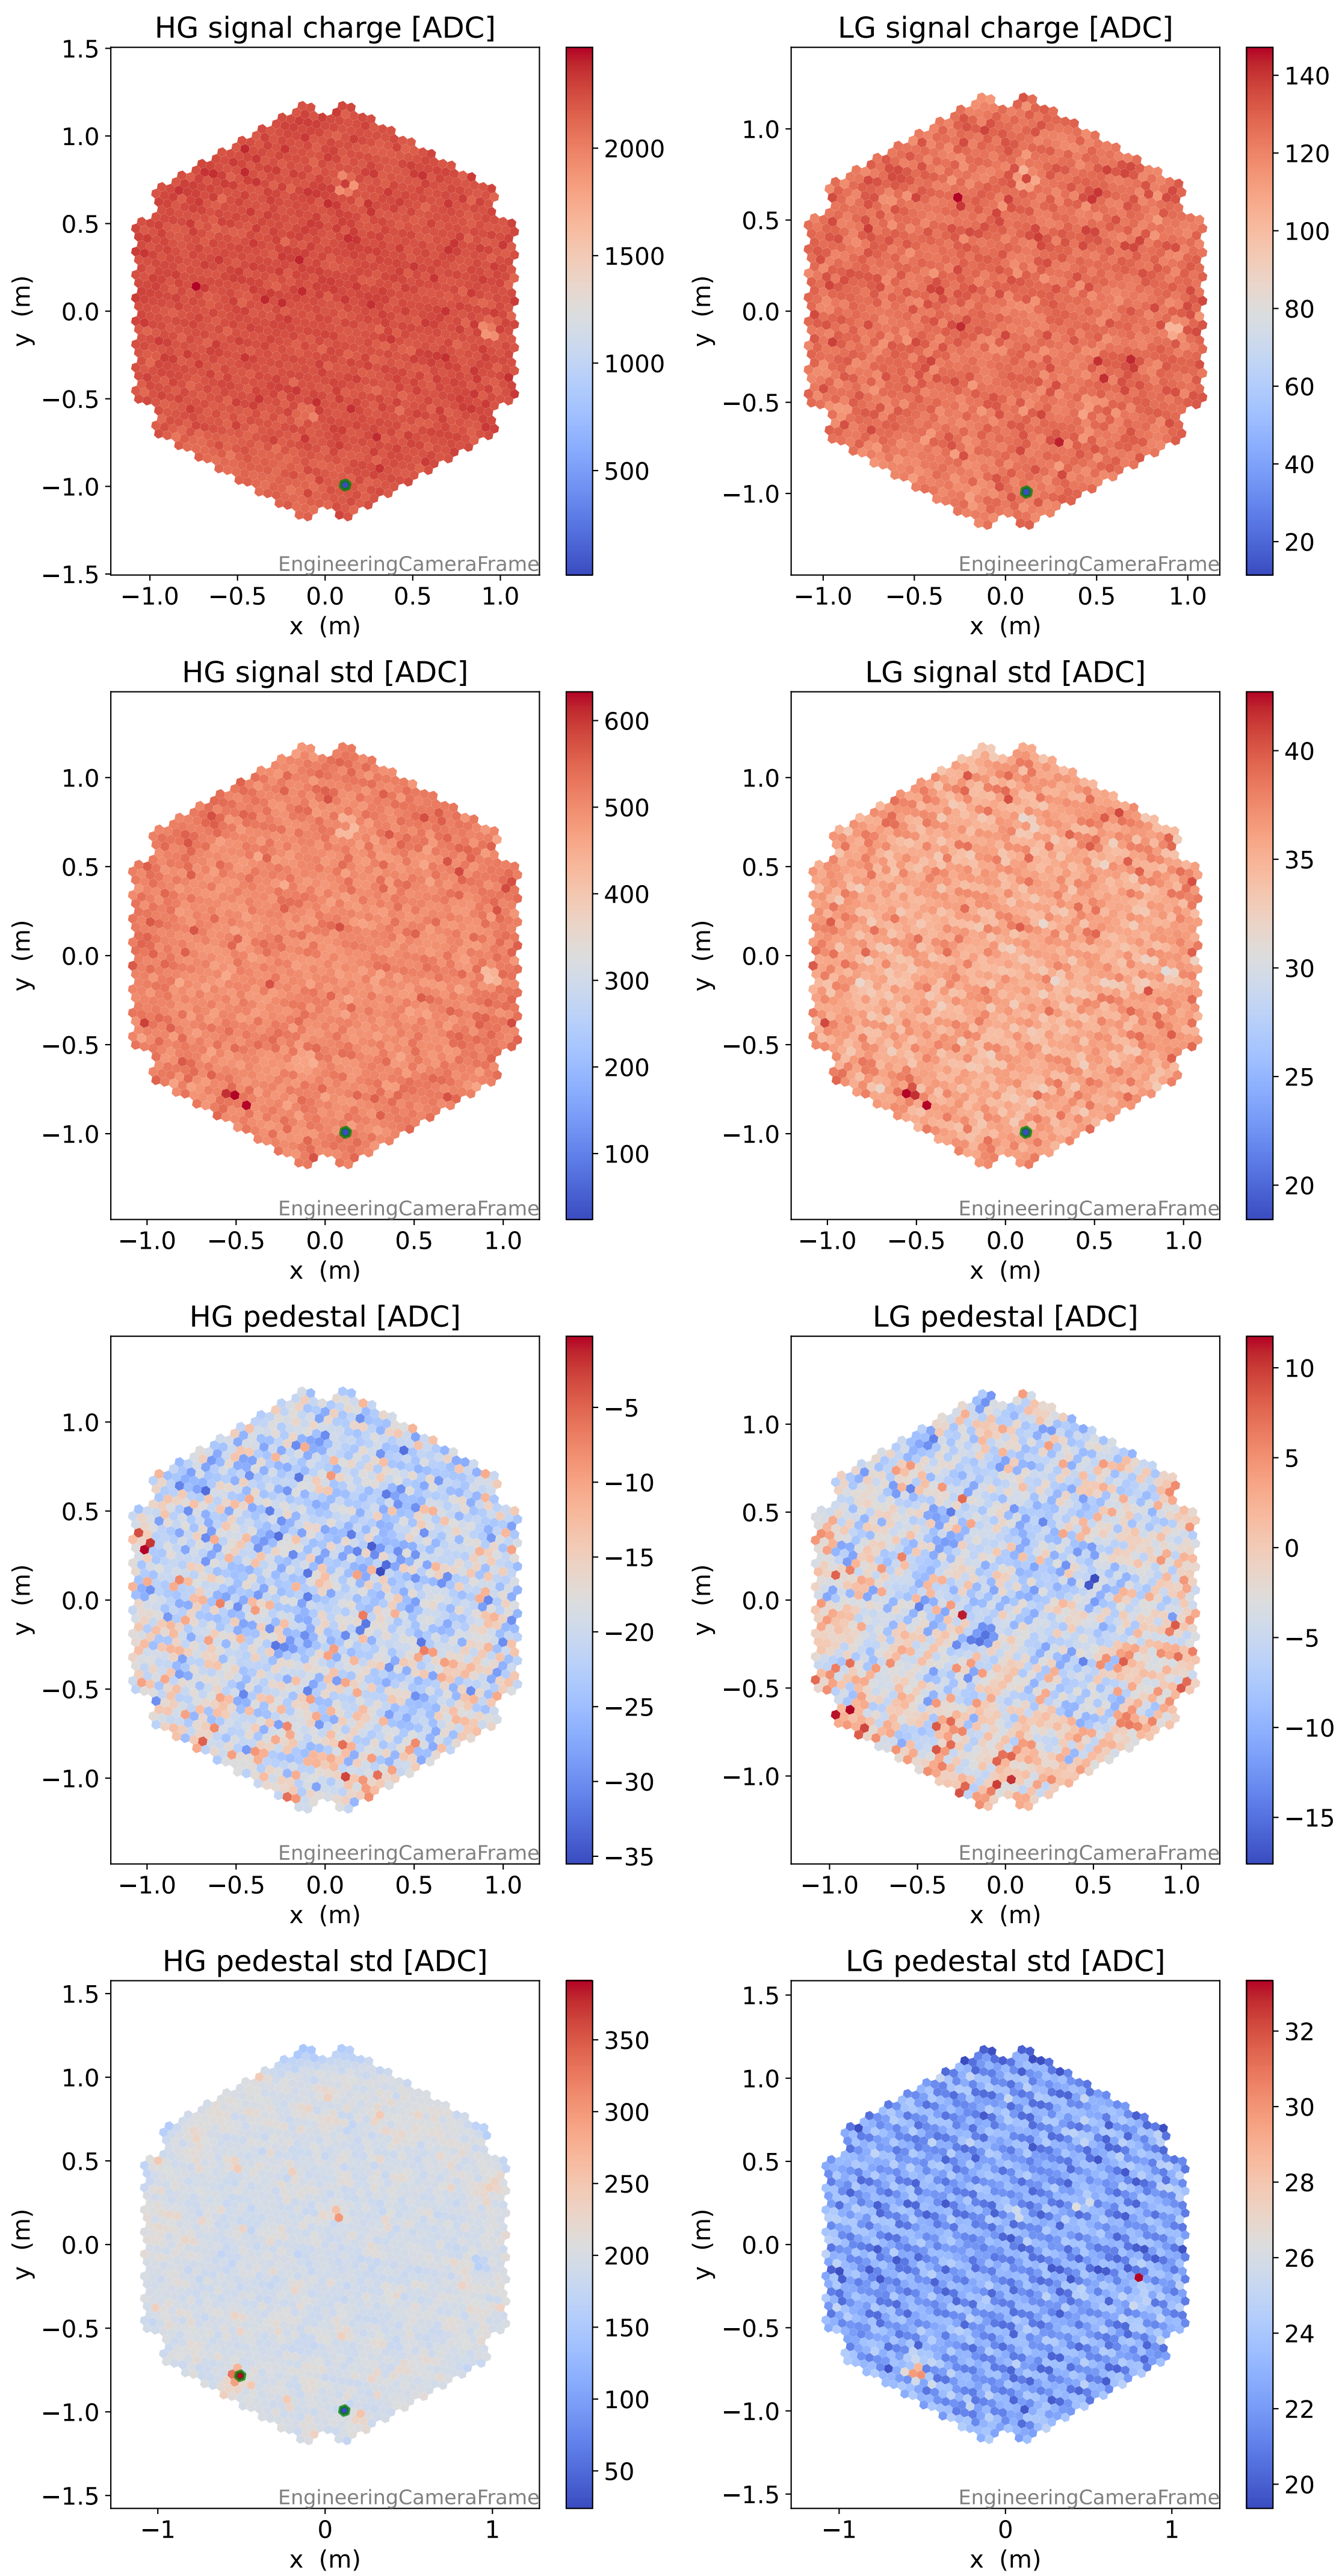 HG signal charge [ADC]
1.5
1.0
0.5
0.0
−0.5
−1.0
−1.5
y (m)
−1.0 −0.5 0.0 0.5 1.0
x (m)
EngineeringCameraFrame
2000
1500
1000
500
LG signal charge [ADC]
1.0
0.5
0.0
−0.5
−1.0
y (m)
−1.0 −0.5 0.0 0.5 1.0
x (m)
EngineeringCameraFrame
140
120
100
80
60
40
20
HG signal std [ADC]
1.0
0.5
0.0
−0.5
−1.0
y (m)
−1.0 −0.5 0.0 0.5 1.0
x (m)
EngineeringCameraFrame
600
500
400
300
200
100
LG signal std [ADC]
1.0
0.5
0.0
−0.5
−1.0
y (m)
−1.0 −0.5 0.0 0.5 1.0
x (m)
EngineeringCameraFrame
40
35
30
25
20
HG pedestal [ADC]
1.0
0.5
0.0
−0.5
−1.0
y (m)
−1.0 −0.5 0.0 0.5 1.0
x (m)
EngineeringCameraFrame
−5
−10
−15
−20
−25
−30
−35
LG pedestal [ADC]
1.0
0.5
0.0
−0.5
−1.0
y (m)
−1.0 −0.5 0.0 0.5 1.0
x (m)
EngineeringCameraFrame
10
5
0
−5
−10
−15
HG pedestal std [ADC]
1.5
1.0
0.5
0.0
−0.5
−1.0
−1.5
y (m)
−1 0 1
x (m)
EngineeringCameraFrame
350
300
250
200
150
100
50
LG pedestal std [ADC]
1.5
1.0
0.5
0.0
−0.5
−1.0
−1.5
y (m)
−1 0 1
x (m)
EngineeringCameraFrame
32
30
28
26
24
22
20